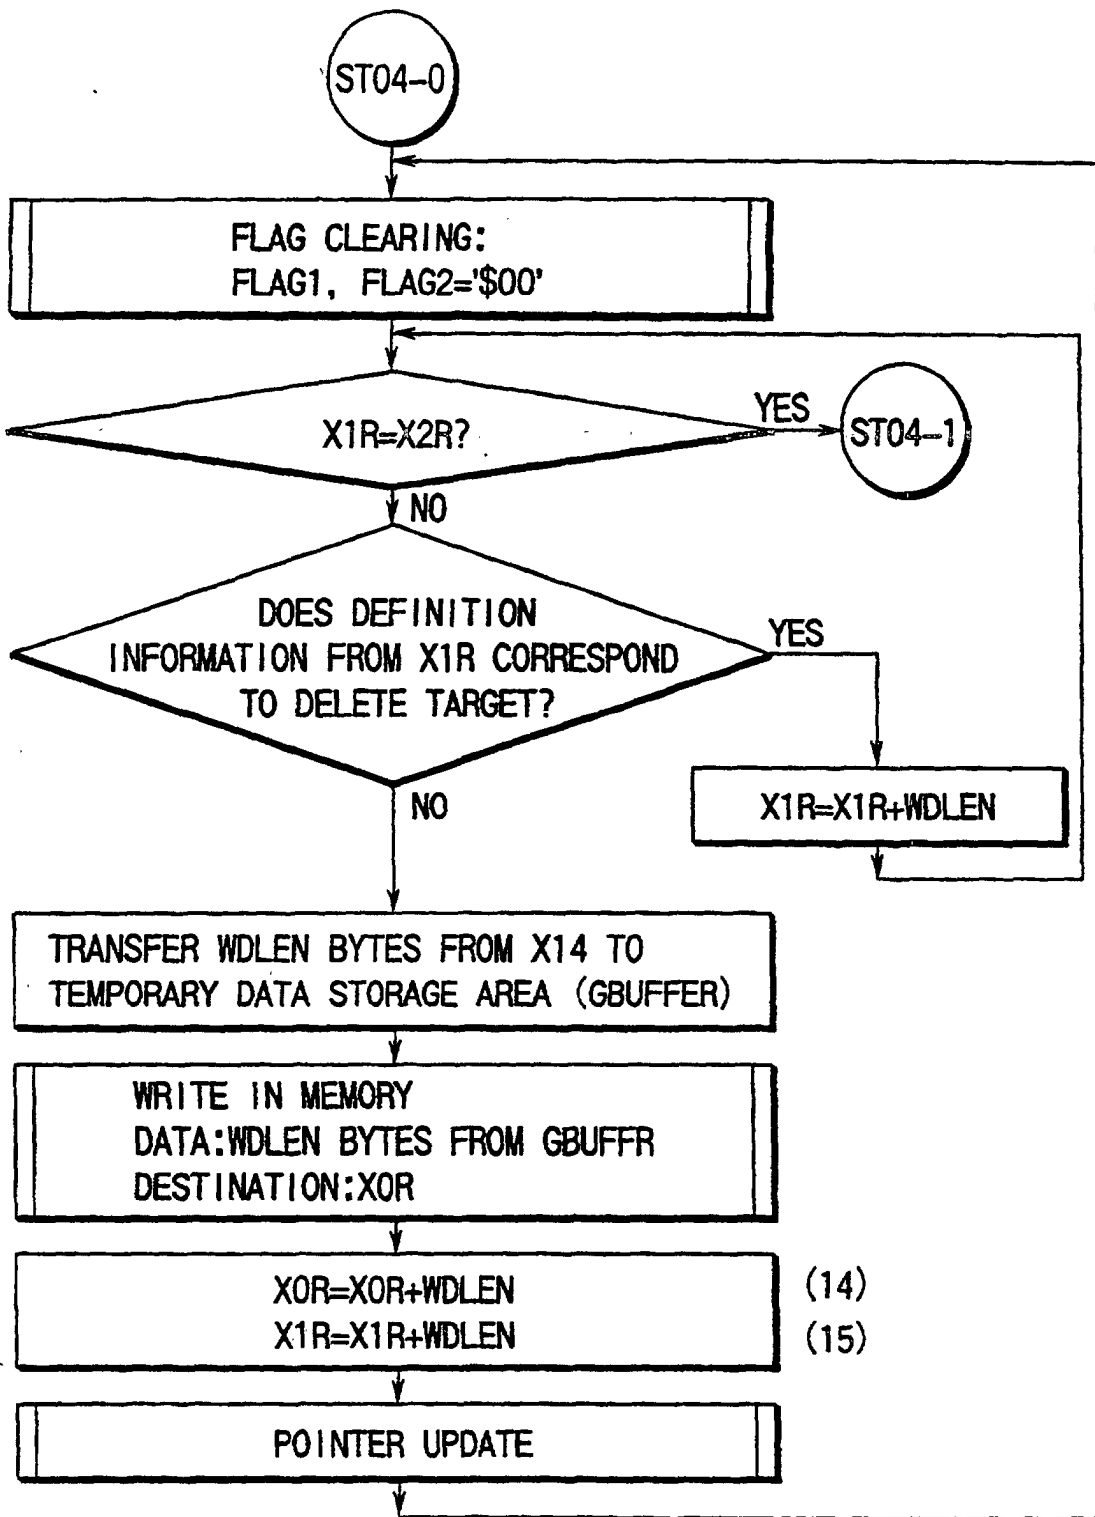 ST04-0
FLAG CLEARING:
FLAG1, FLAG2='$00'
X1R=X2R?
YES
ST04-1
NO
DOES DEFINITION
INFORMATION FROM X1R CORRESPOND
TO DELETE TARGET?
YES
X1R=X1R+WDLEN
NO
TRANSFER WDLEN BYTES FROM X14 TO
TEMPORARY DATA STORAGE AREA (GBUFFER)
WRITE IN MEMORY
DATA:WDLEN BYTES FROM GBUFFR
DESTINATION:X0R
X0R=X0R+WDLEN (14)
X1R=X1R+WDLEN (15)
POINTER UPDATE